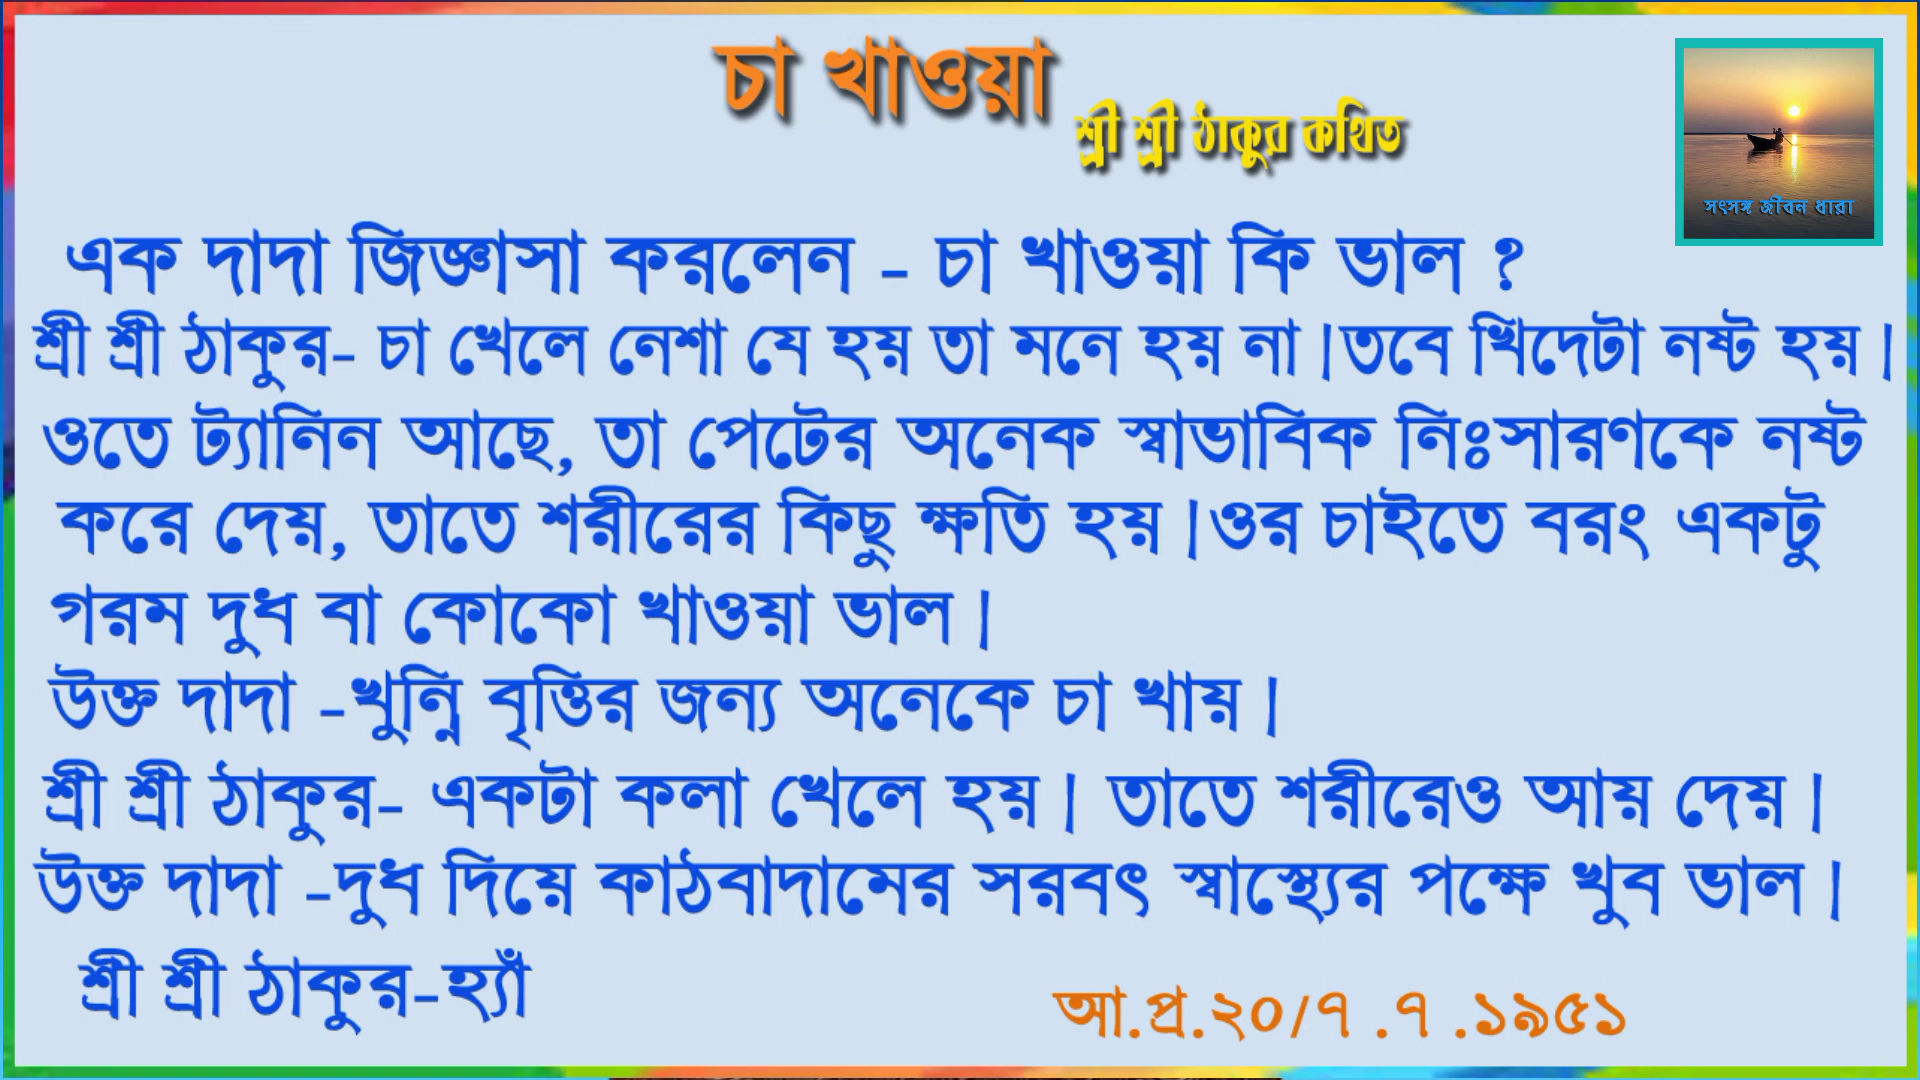 চা খাওয়া
শ্রী শ্রী ঠাকুর কথিত
সৎসঙ্গ জীবন ধারা
এক দাদা জিজ্ঞাসা করলেন - চা খাওয়া কি ভাল ?
শ্রী শ্রী ঠাকুর- চা খেলে নেশা যে হয় তা মনে হয় না।তবে খিদেটা নষ্ট হয়।
ওতে ট্যানিন আছে, তা পেটের অনেক স্বাভাবিক নিঃসারণকে নষ্ট
করে দেয়, তাতে শরীরের কিছু ক্ষতি হয়।ওর চাইতে বরং একটু
গরম দুধ বা কোকো খাওয়া ভাল।
উক্ত দাদা -খুন্নি বৃত্তির জন্য অনেকে চা খায়।
শ্রী শ্রী ঠাকুর- একটা কলা খেলে হয়। তাতে শরীরেও আয় দেয়।
উক্ত দাদা -দুধ দিয়ে কাঠবাদামের সরবৎ স্বাস্থ্যের পক্ষে খুব ভাল।
শ্রী শ্রী ঠাকুর-হ্যাঁ
আ.প্র.২০/৭ .৭ .১৯৫১